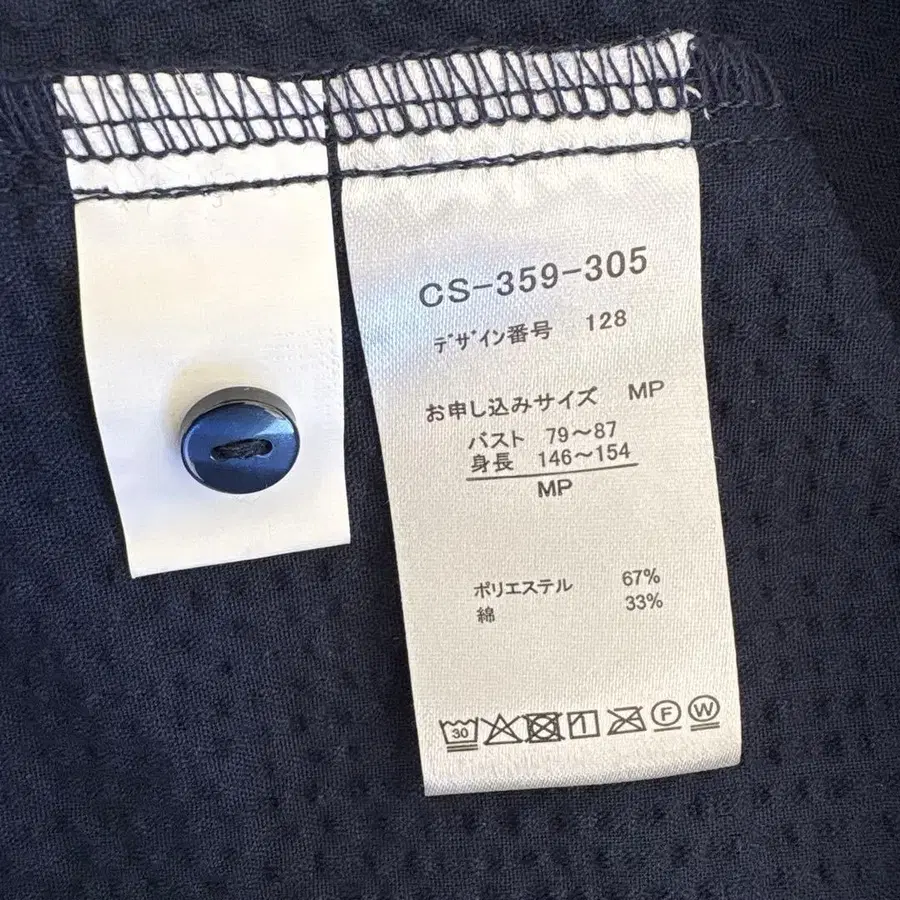 CS-359-305
デザイン番号 128
お申し込みサイズ MP
バスト 79～87
身長 146～154
MP
ポリエステル 67%
綿 33%
30 F W